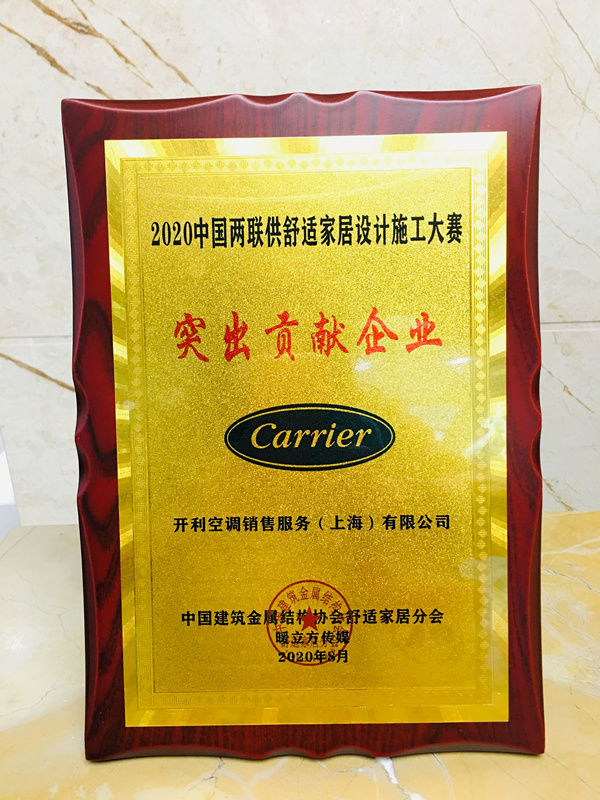 2020中国两联供舒适家居设计施工大赛
突出贡献企业
Carrier
开利空调销售服务（上海）有限公司
中国建筑金属结构协会舒适家居分会
暖立方传媒
2020年8月